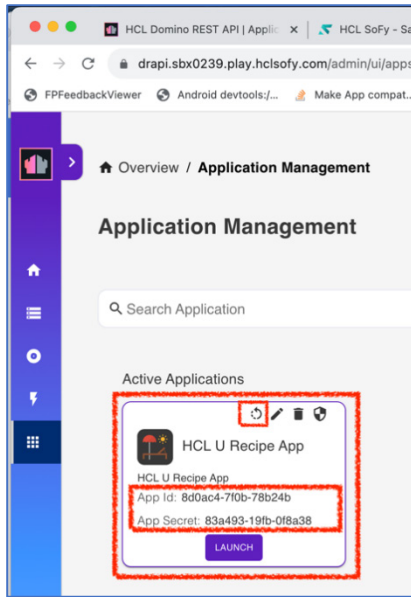 HCL Domino REST API | Applic
HCL SoFy - Sa
drapi.sbx0239.play.hclsofy.com/admin/ui/apps
FPFeedbackViewer Android devtools:/... Make App compat..
Overview / Application Management
Application Management
Search Application
Active Applications
HCL U Recipe App
HCL U Recipe App
App Id: 8d0ac4-7f0b-78b24b
App Secret: 83a493-19fb-0f8a38
LAUNCH